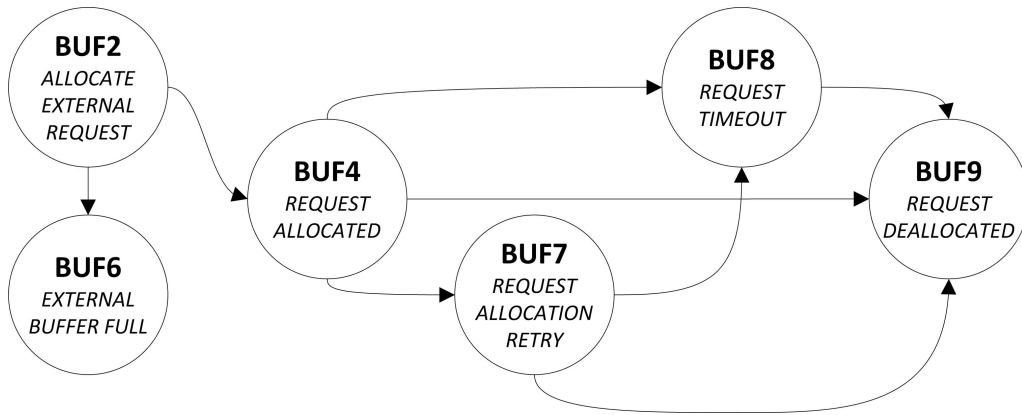 BUF2
ALLOCATE
EXTERNAL
REQUEST
BUF6
EXTERNAL
BUFFER FULL
BUF4
REQUEST
ALLOCATED
BUF7
REQUEST
ALLOCATION
RETRY
BUF8
REQUEST
TIMEOUT
BUF9
REQUEST
DEALLOCATED